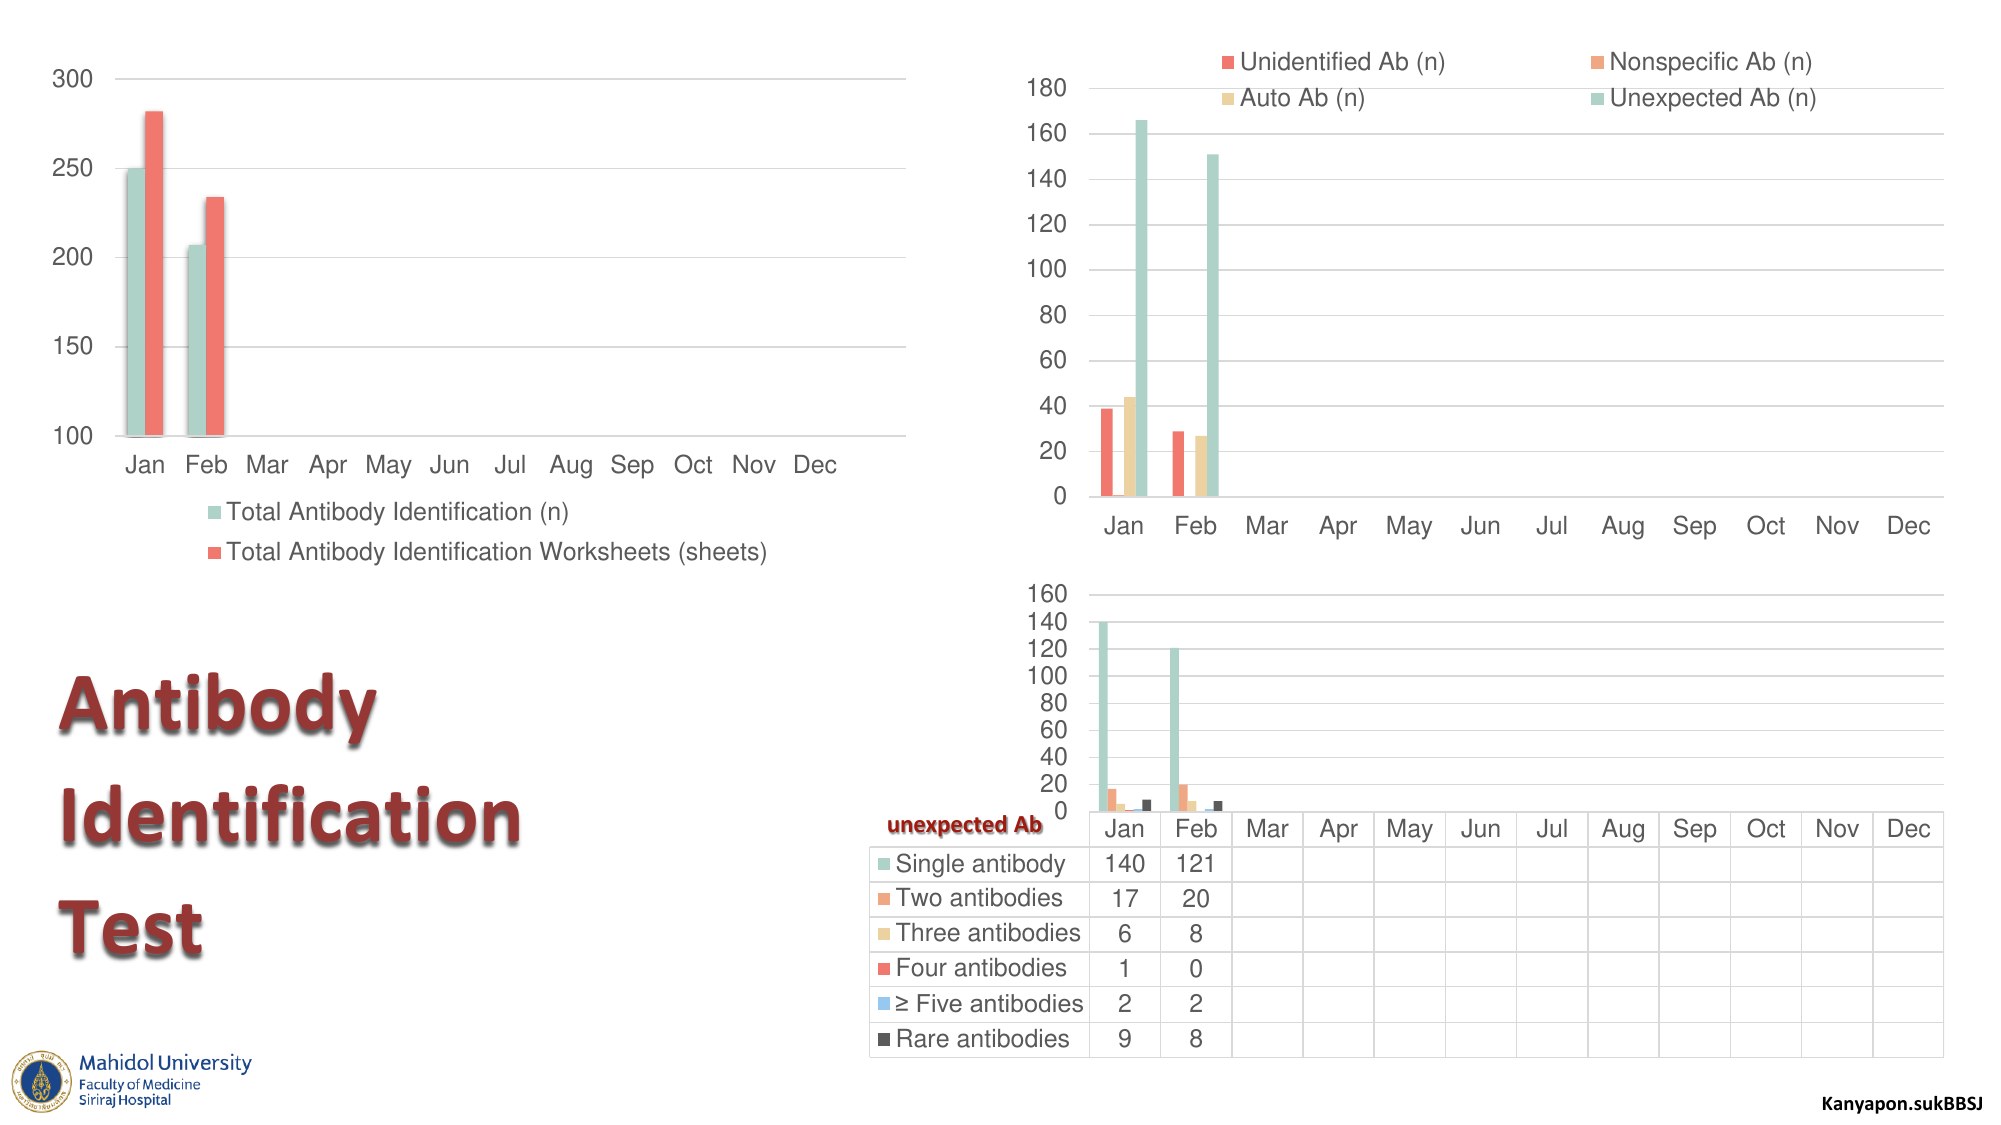 300
250
200
150
100
Jan Feb Mar Apr May Jun Jul Aug Sep Oct Nov Dec
Total Antibody Identification (n)
Total Antibody Identification Worksheets (sheets)
Unidentified Ab (n) Nonspecific Ab (n)
Auto Ab (n) Unexpected Ab (n)
180
160
140
120
100
80
60
40
20
0
Jan Feb Mar Apr May Jun Jul Aug Sep Oct Nov Dec
160
140
120
100
80
60
40
20
0
unexpected Ab Jan Feb Mar Apr May Jun Jul Aug Sep Oct Nov Dec
Single antibody 140 121
Two antibodies 17 20
Three antibodies 6 8
Four antibodies 1 0
≥ Five antibodies 2 2
Rare antibodies 9 8
Antibody
Identification
Test
Mahidol University
Faculty of Medicine
Siriraj Hospital
Kanyapon.sukBBSJ